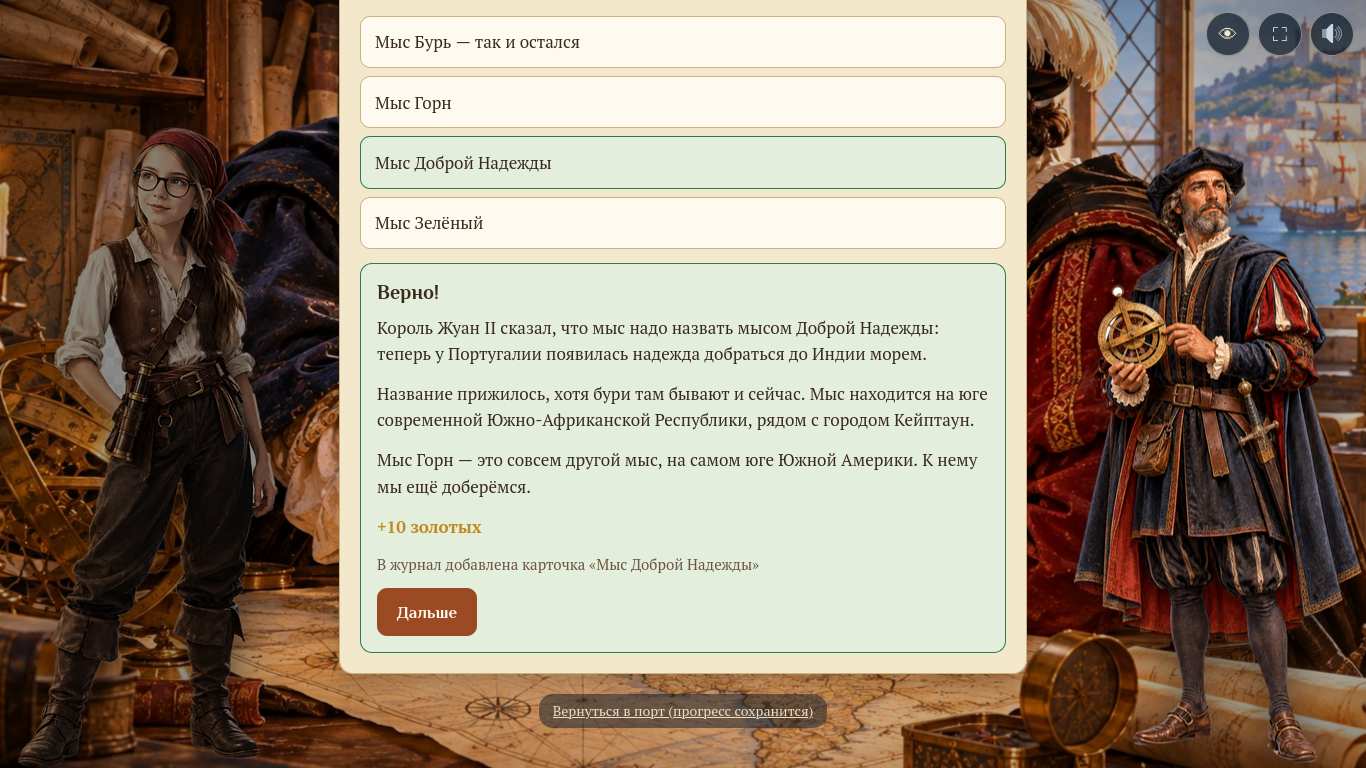 Мыс Бурь — так и остался
Мыс Горн
Мыс Доброй Надежды
Мыс Зелёный
Верно!
Король Жуан II сказал, что мыс надо назвать мысом Доброй Надежды:
теперь у Португалии появилась надежда добраться до Индии морем.
Название прижилось, хотя бури там бывают и сейчас. Мыс находится на юге
современной Южно-Африканской Республики, рядом с городом Кейптаун.
Мыс Горн — это совсем другой мыс, на самом юге Южной Америки. К нему
мы ещё доберёмся.
+10 золотых
В журнал добавлена карточка «Мыс Доброй Надежды»
Дальше
Вернуться в порт (прогресс сохранится)